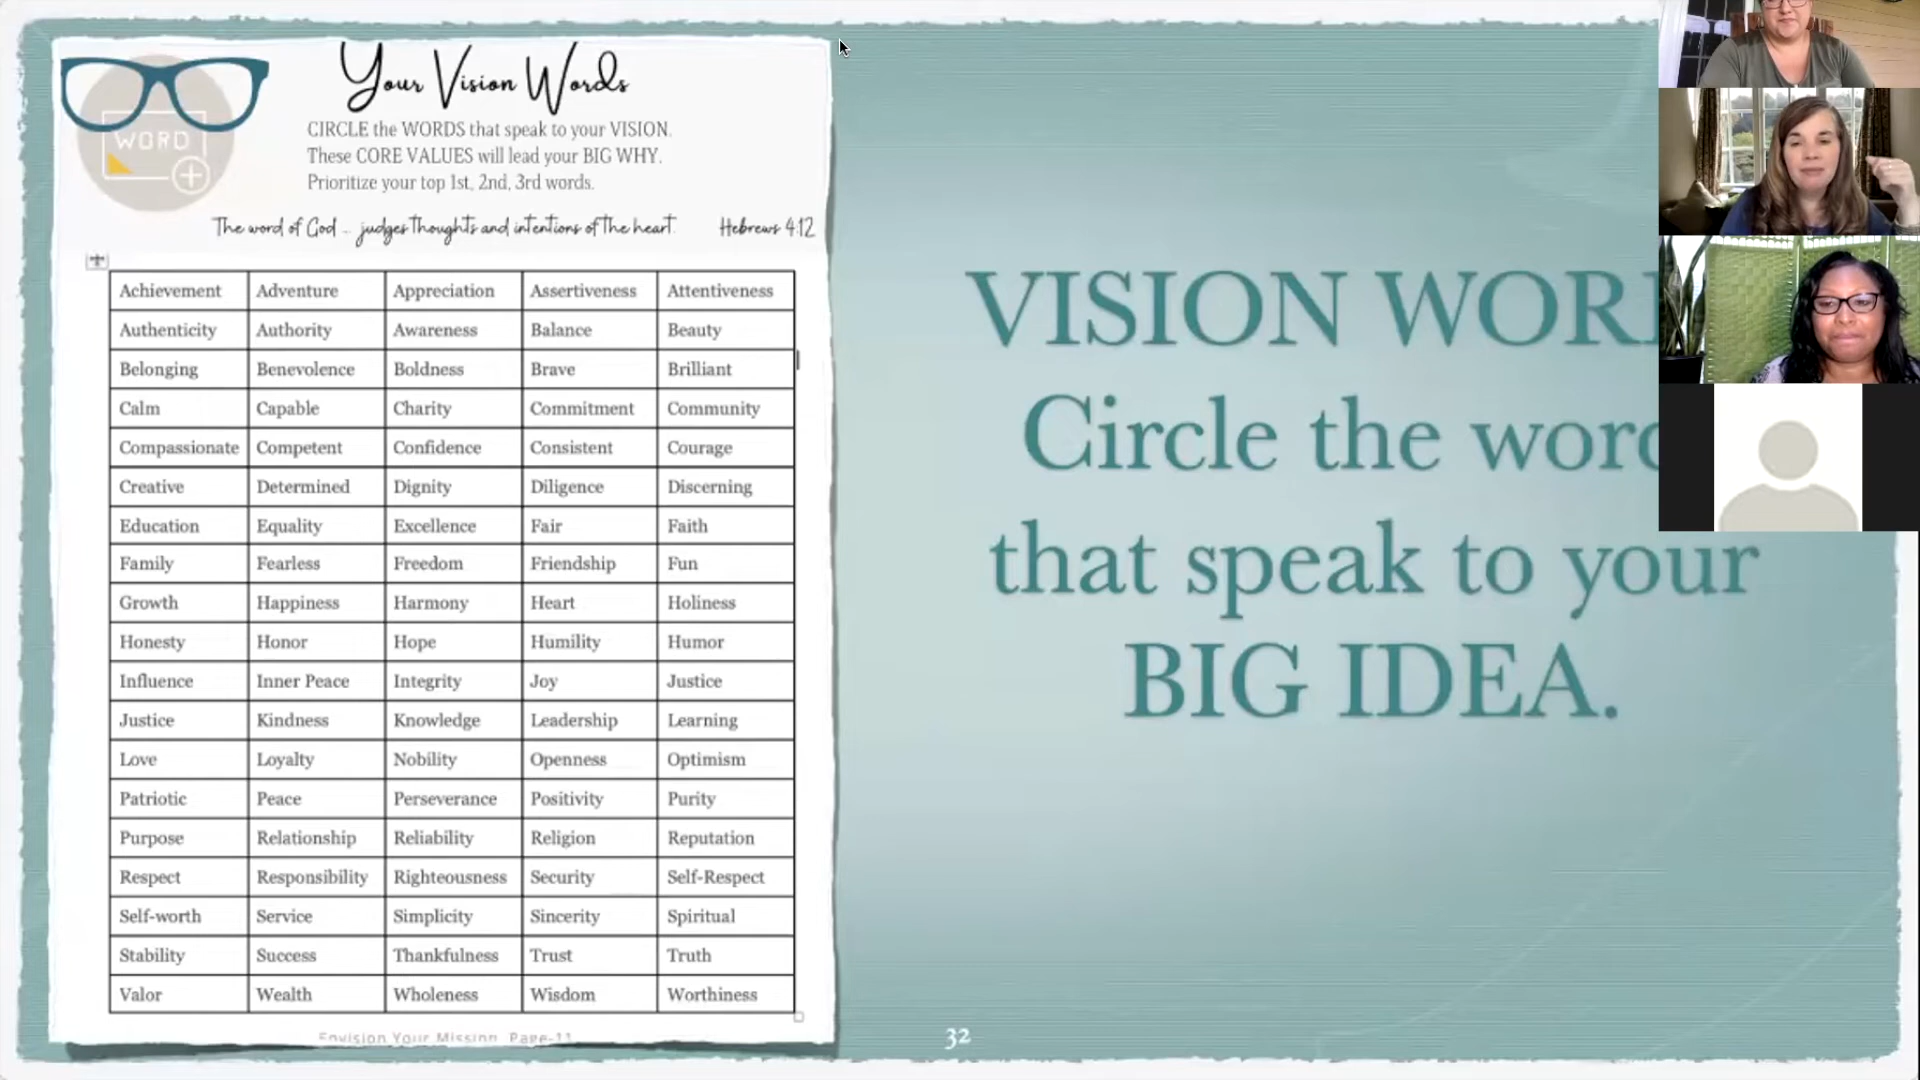 WORD
Your Vision Words
CIRCLE the WORDS that speak to your VISION.
These CORE VALUES will lead your BIG WHY.
Prioritize your top 1st, 2nd, 3rd words.
The word of God ... judges thoughts and intentions of the heart. Hebrews 4:12
Achievement Adventure Appreciation Assertiveness Attentiveness
Authenticity Authority Awareness Balance Beauty
Belonging Benevolence Boldness Brave Brilliant
Calm Capable Charity Commitment Community
Compassionate Competent Confidence Consistent Courage
Creative Determined Dignity Diligence Discerning
Education Equality Excellence Fair Faith
Family Fearless Freedom Friendship Fun
Growth Happiness Harmony Heart Holiness
Honesty Honor Hope Humility Humor
Influence Inner Peace Integrity Joy Justice
Justice Kindness Knowledge Leadership Learning
Love Loyalty Nobility Openness Optimism
Patriotic Peace Perseverance Positivity Purity
Purpose Relationship Reliability Religion Reputation
Respect Responsibility Righteousness Security Self-Respect
Self-worth Service Simplicity Sincerity Spiritual
Stability Success Thankfulness Trust Truth
Valor Wealth Wholeness Wisdom Worthiness
Envision Your Mission Page-11
VISION WOR
Circle the wor
that speak to your
BIG IDEA.
32